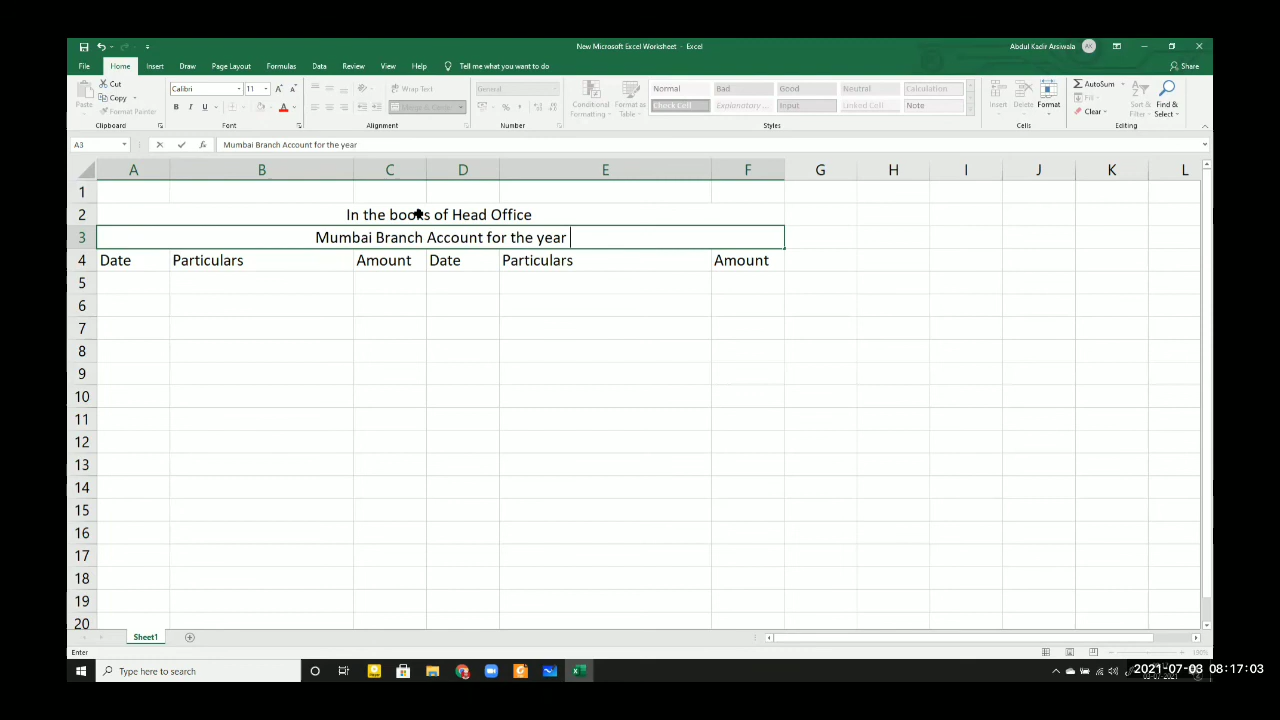 New Microsoft Excel Worksheet - Excel
Abdul Kadir Arsiwala AK
File Home Insert Draw Page Layout Formulas Data Review View Help Tell me what you want to do Share
Cut
Copy
Format Painter
Paste
Clipboard
Calibri 11
B I U
Font
Wrap Text
Merge & Center
Alignment
General
Number
Conditional Formatting
Format as Table
Normal Bad Good Neutral Calculation
Check Cell Explanatory ... Input Linked Cell Note
Styles
Insert Delete Format
Cells
AutoSum
Fill
Clear
Sort & Filter
Find & Select
Editing
A3 fx Mumbai Branch Account for the year
A B C D E F G H I J K L
1
2 In the books of Head Office
3 Mumbai Branch Account for the year
4 Date Particulars Amount Date Particulars Amount
5
6
7
8
9
10
11
12
13
14
15
16
17
18
19
20
Sheet1
Enter
Type here to search
2021-07-03 08:17:03